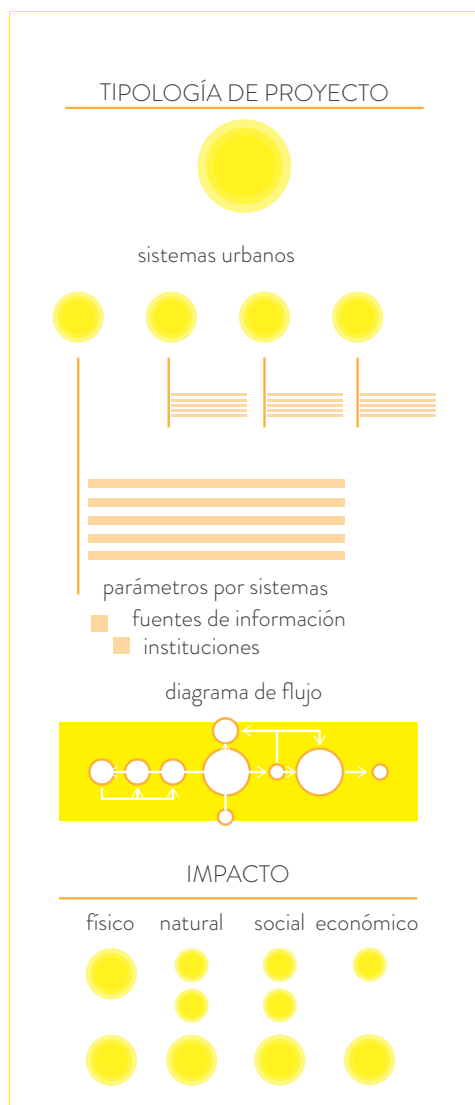 TIPOLOGÍA DE PROYECTO
sistemas urbanos
parámetros por sistemas
fuentes de información
instituciones
diagrama de flujo
IMPACTO
físico natural social económico